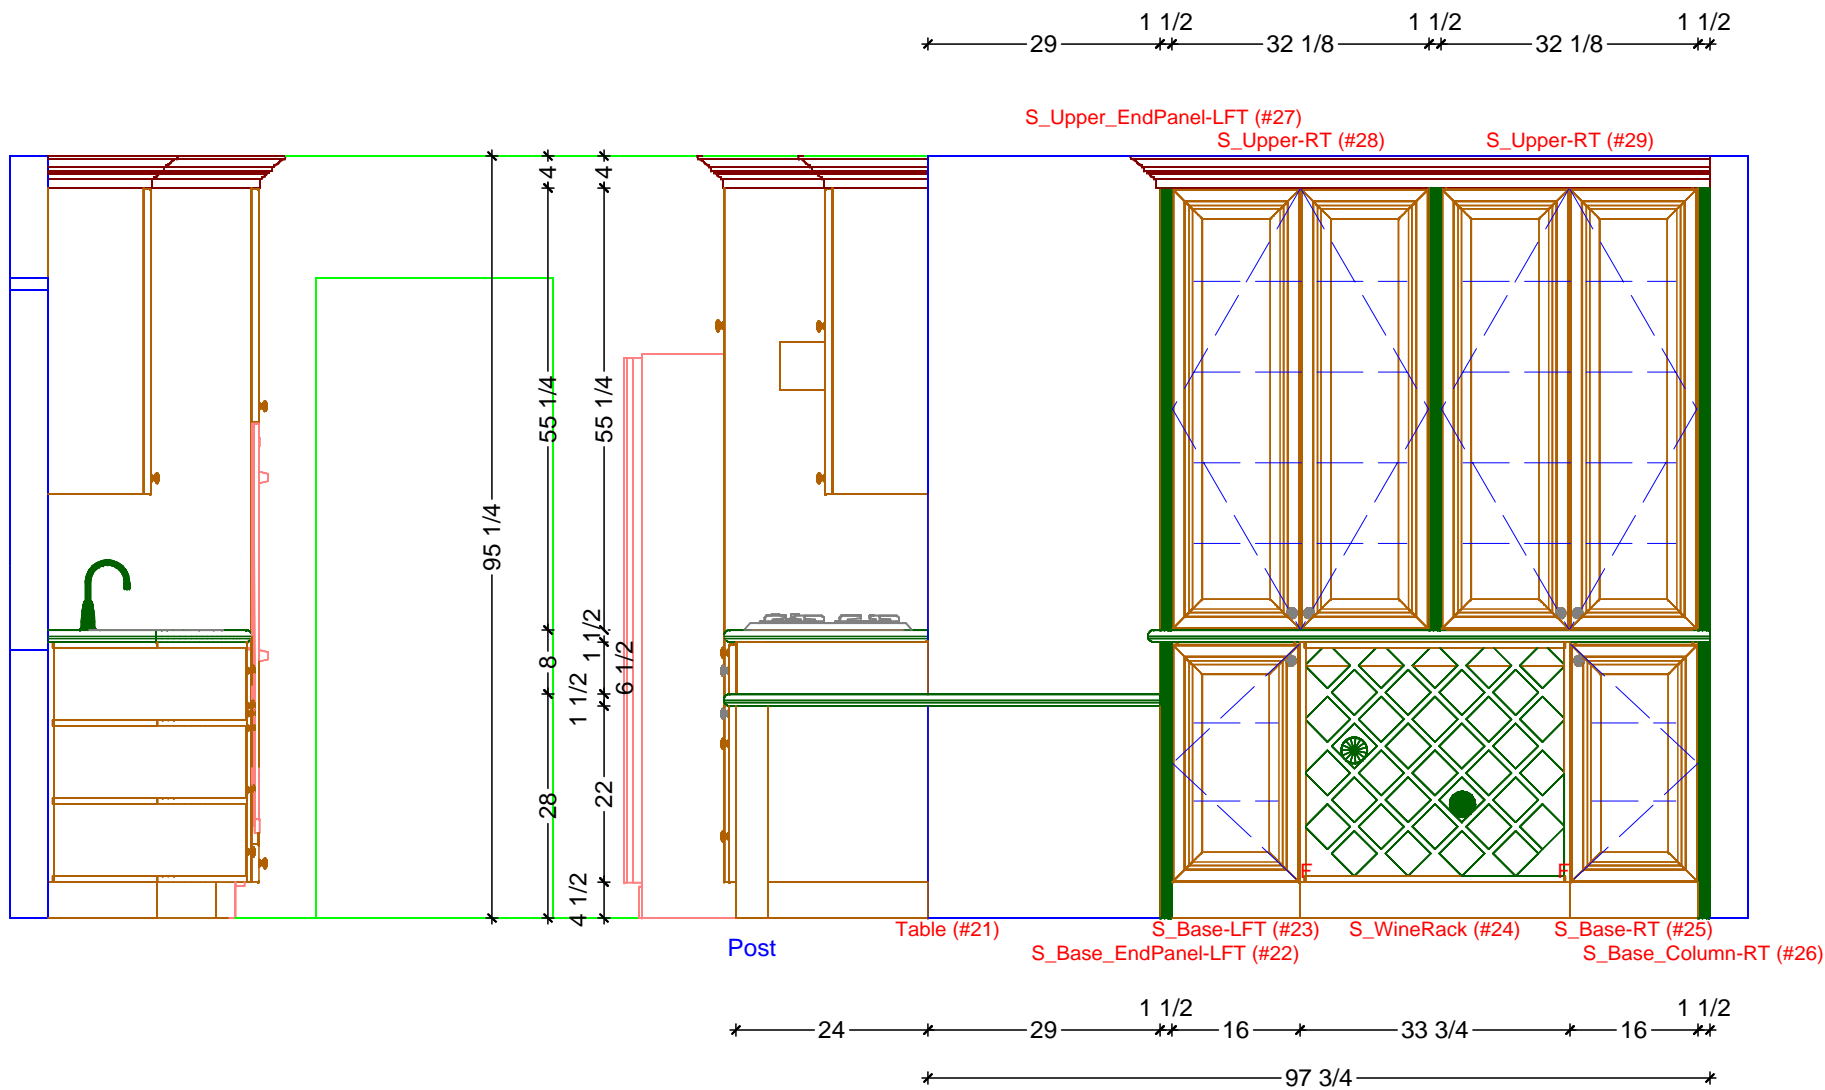 1 1/2 1 1/2 1 1/2
29 32 1/8 32 1/8
S_Upper_EndPanel-LFT (#27)
S_Upper-RT (#28) S_Upper-RT (#29)
4 4
55 1/4 55 1/4
95 1/4
1 1/2
8 6 1/2
1 1/2
28 22
4 1/2
F F
Table (#21) S_Base-LFT (#23) S_WineRack (#24) S_Base-RT (#25)
Post S_Base_EndPanel-LFT (#22) S_Base_Column-RT (#26)
1 1/2 1 1/2
24 29 16 33 3/4 16
97 3/4